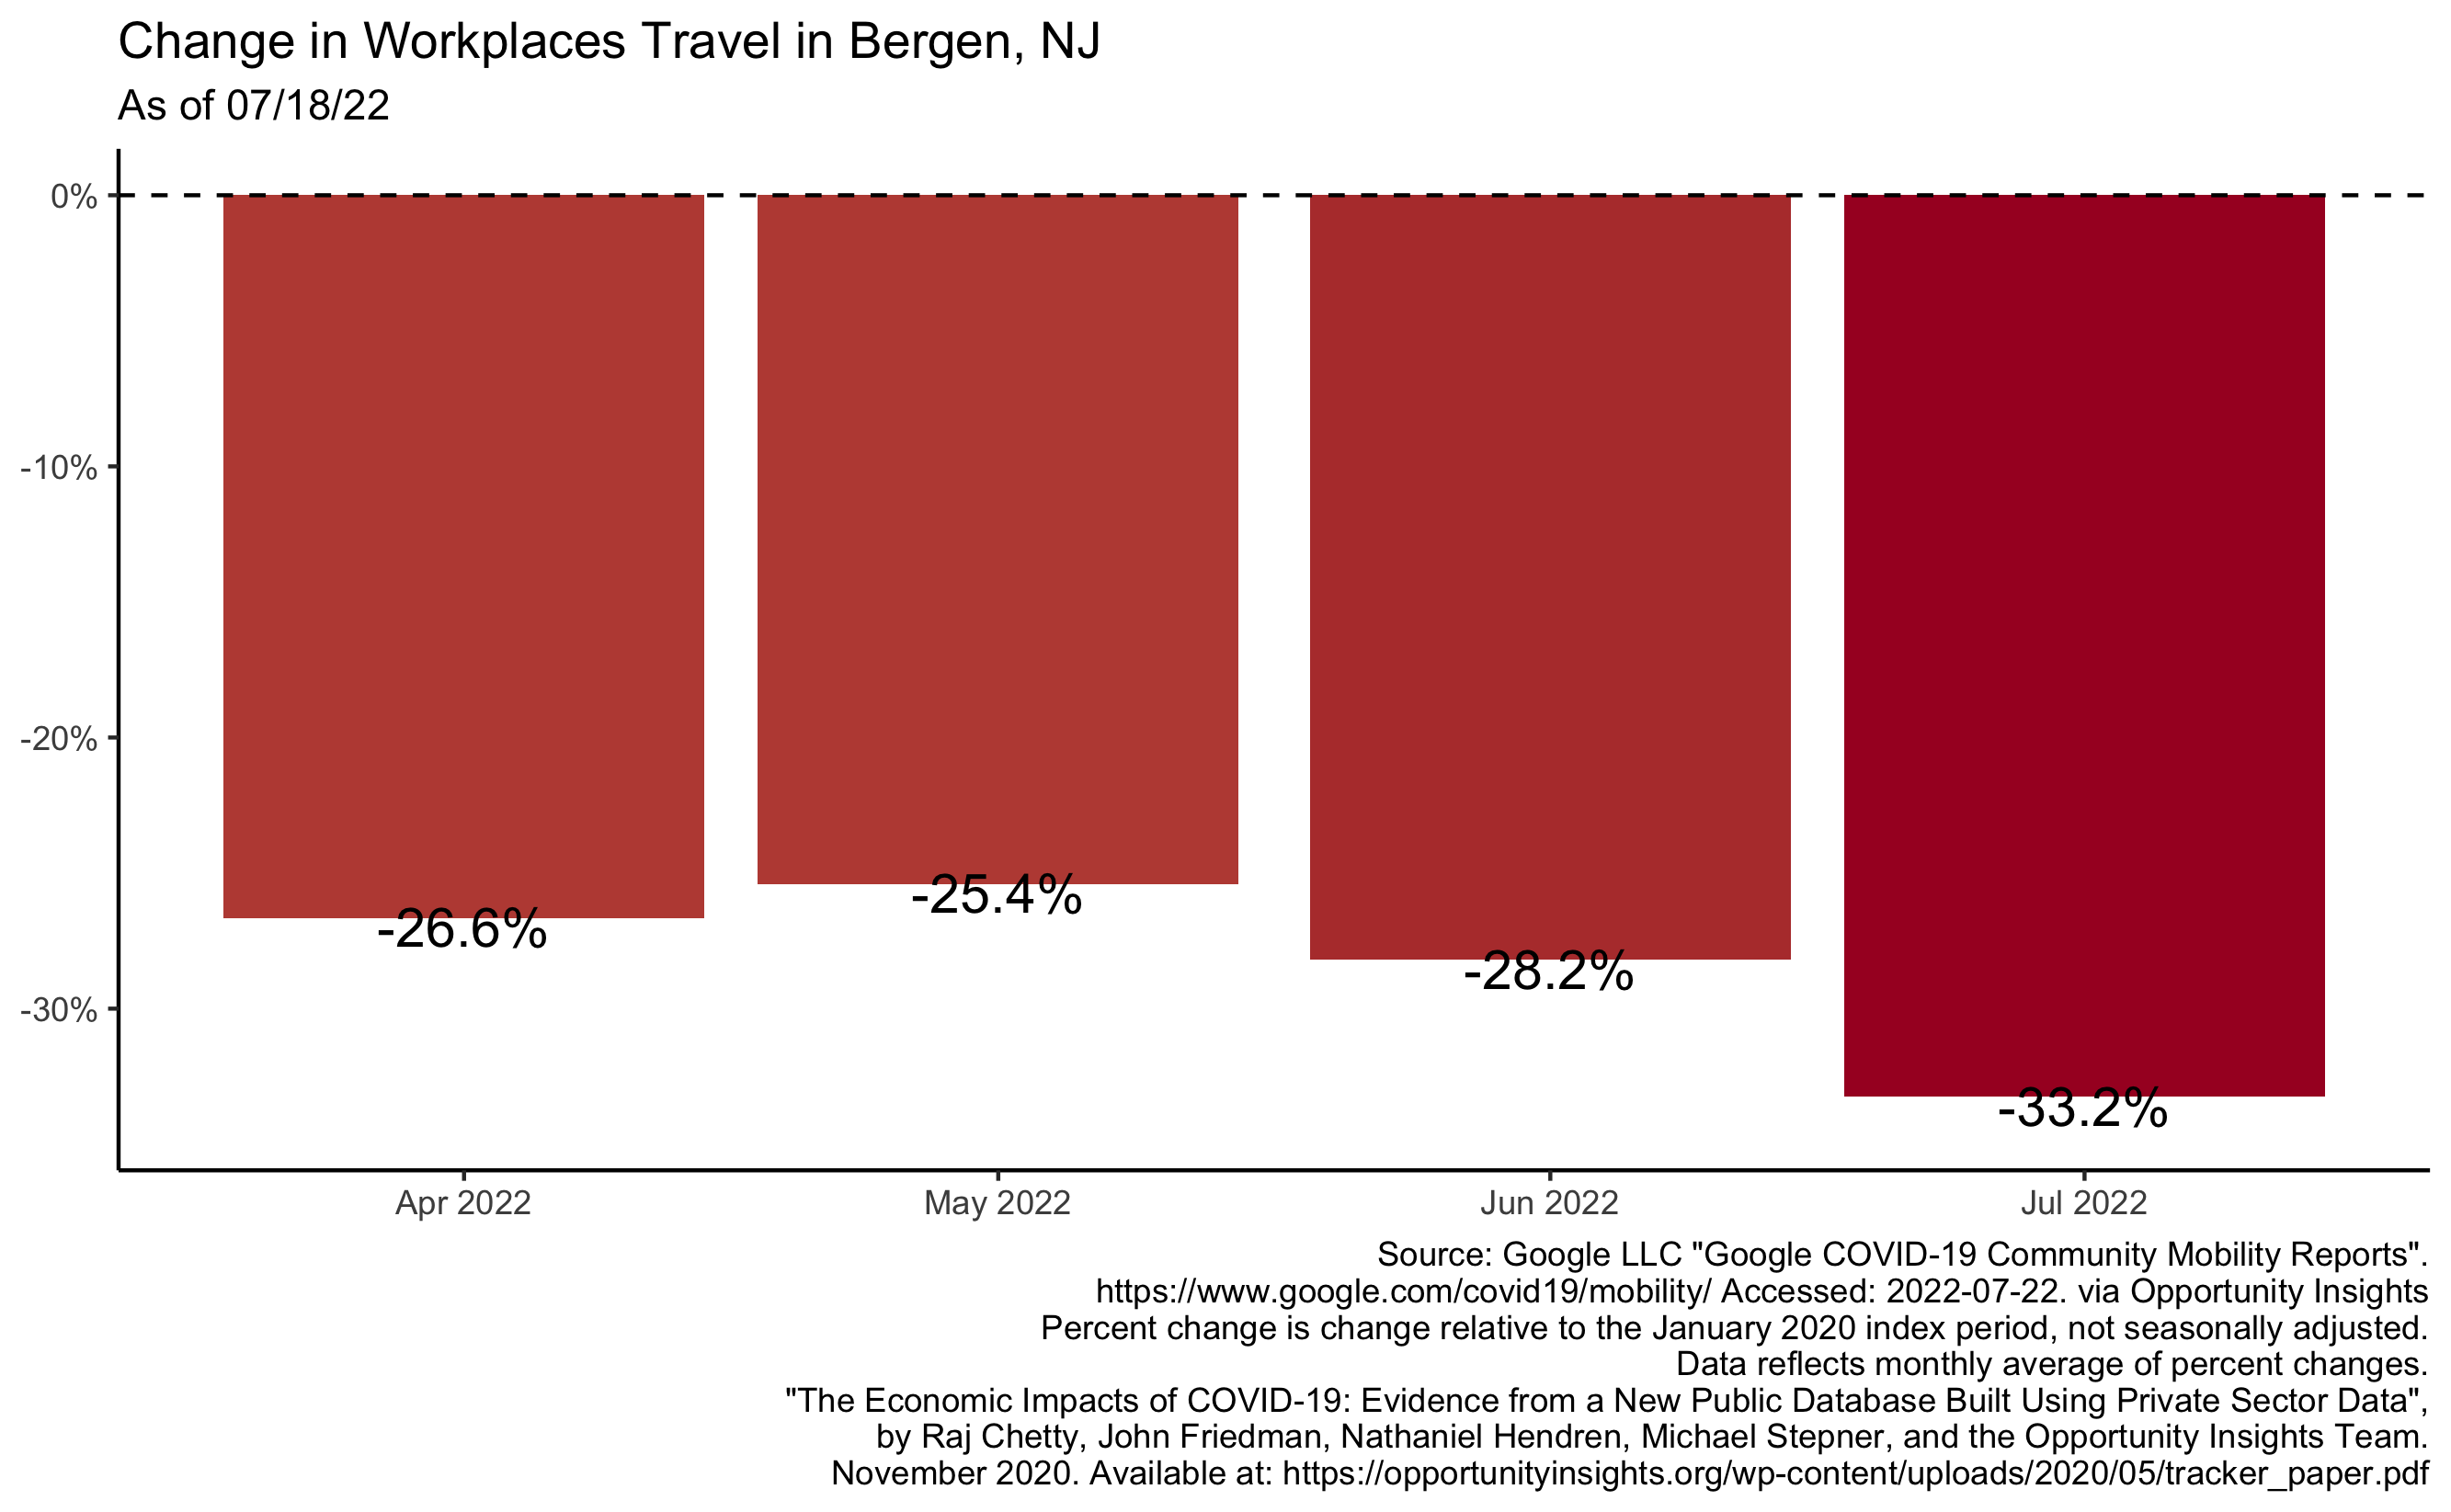 Change in Workplaces Travel in Bergen, NJ
As of 07/18/22
0%
-10%
-20%
-30%
-26.6%
-25.4%
-28.2%
-33.2%
Apr 2022
May 2022
Jun 2022
Jul 2022
Source: Google LLC "Google COVID-19 Community Mobility Reports".
https://www.google.com/covid19/mobility/ Accessed: 2022-07-22. via Opportunity Insights
Percent change is change relative to the January 2020 index period, not seasonally adjusted.
Data reflects monthly average of percent changes.
"The Economic Impacts of COVID-19: Evidence from a New Public Database Built Using Private Sector Data",
by Raj Chetty, John Friedman, Nathaniel Hendren, Michael Stepner, and the Opportunity Insights Team.
November 2020. Available at: https://opportunityinsights.org/wp-content/uploads/2020/05/tracker_paper.pdf